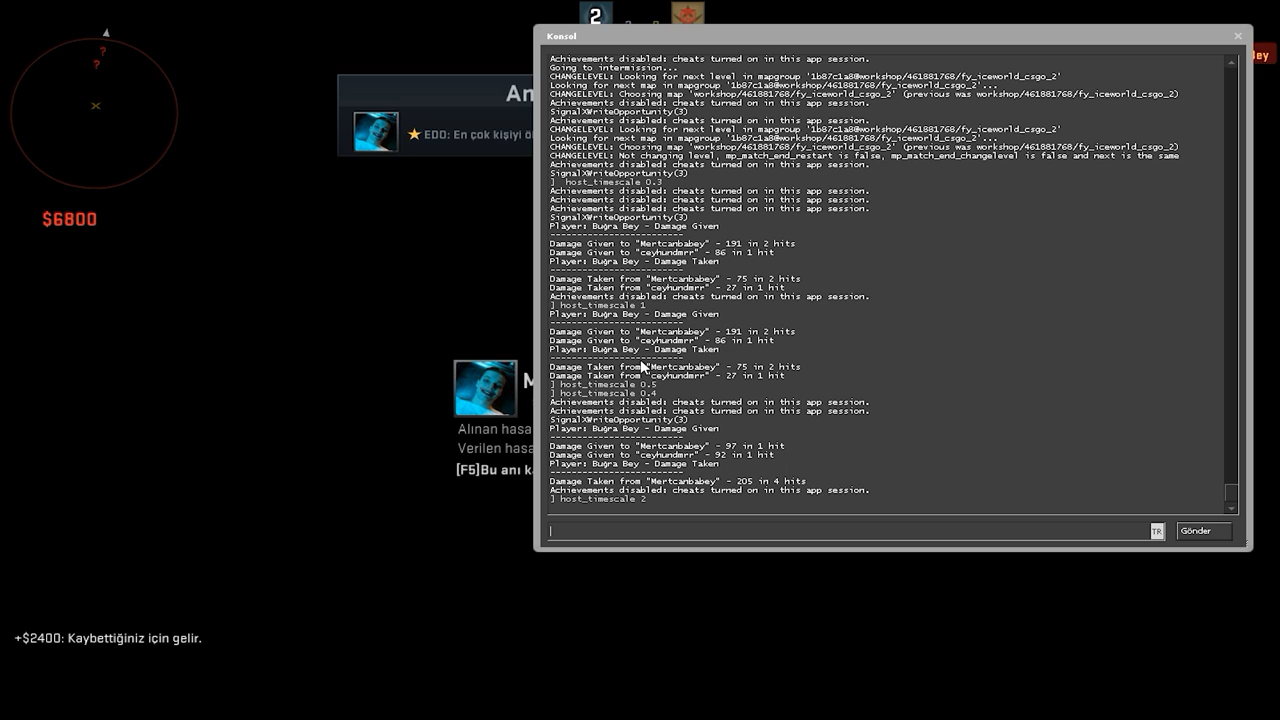 2
Konsol
Achievements disabled: cheats turned on in this app session.
Going to intermission...
CHANGELEVEL: Looking for next level in mapgroup '1b87c1a8@workshop/461881768/fy_iceworld_csgo_2'
Looking for next map in mapgroup '1b87c1a8@workshop/461881768/fy_iceworld_csgo_2'...
CHANGELEVEL: Choosing map 'workshop/461881768/fy_iceworld_csgo_2' (previous was workshop/461881768/fy_iceworld_csgo_2)
Achievements disabled: cheats turned on in this app session.
SignalXWriteOpportunity(3)
Achievements disabled: cheats turned on in this app session.
CHANGELEVEL: Looking for next level in mapgroup '1b87c1a8@workshop/461881768/fy_iceworld_csgo_2'
Looking for next map in mapgroup '1b87c1a8@workshop/461881768/fy_iceworld_csgo_2'...
CHANGELEVEL: Choosing map 'workshop/461881768/fy_iceworld_csgo_2' (previous was workshop/461881768/fy_iceworld_csgo_2)
CHANGELEVEL: Not changing level, mp_match_end_restart is false, mp_match_end_changelevel is false and next is the same
Achievements disabled: cheats turned on in this app session.
SignalXWriteOpportunity(3)
] host_timescale 0.3
Achievements disabled: cheats turned on in this app session.
Achievements disabled: cheats turned on in this app session.
Achievements disabled: cheats turned on in this app session.
SignalXWriteOpportunity(3)
Player: Buğra Bey - Damage Given
-------------------------
Damage Given to "Mertcanbabey" - 191 in 2 hits
Damage Given to "ceyhundmrr" - 86 in 1 hit
Player: Buğra Bey - Damage Taken
-------------------------
Damage Taken from "Mertcanbabey" - 75 in 2 hits
Damage Taken from "ceyhundmrr" - 27 in 1 hit
Achievements disabled: cheats turned on in this app session.
] host_timescale 1
Player: Buğra Bey - Damage Given
-------------------------
Damage Given to "Mertcanbabey" - 191 in 2 hits
Damage Given to "ceyhundmrr" - 86 in 1 hit
Player: Buğra Bey - Damage Taken
-------------------------
Damage Taken from "Mertcanbabey" - 75 in 2 hits
Damage Taken from "ceyhundmrr" - 27 in 1 hit
] host_timescale 0.5
] host_timescale 0.4
Achievements disabled: cheats turned on in this app session.
Achievements disabled: cheats turned on in this app session.
SignalXWriteOpportunity(3)
Player: Buğra Bey - Damage Given
-------------------------
Damage Given to "Mertcanbabey" - 97 in 1 hit
Damage Given to "ceyhundmrr" - 92 in 1 hit
Player: Buğra Bey - Damage Taken
-------------------------
Damage Taken from "Mertcanbabey" - 205 in 4 hits
Achievements disabled: cheats turned on in this app session.
] host_timescale 2
TR
Gönder
?
?
$6800
An
EDD: En çok kişiyi öl
M
Alınan hasa
Verilen hasa
[F5]Bu anı k
+$2400: Kaybettiğiniz için gelir.